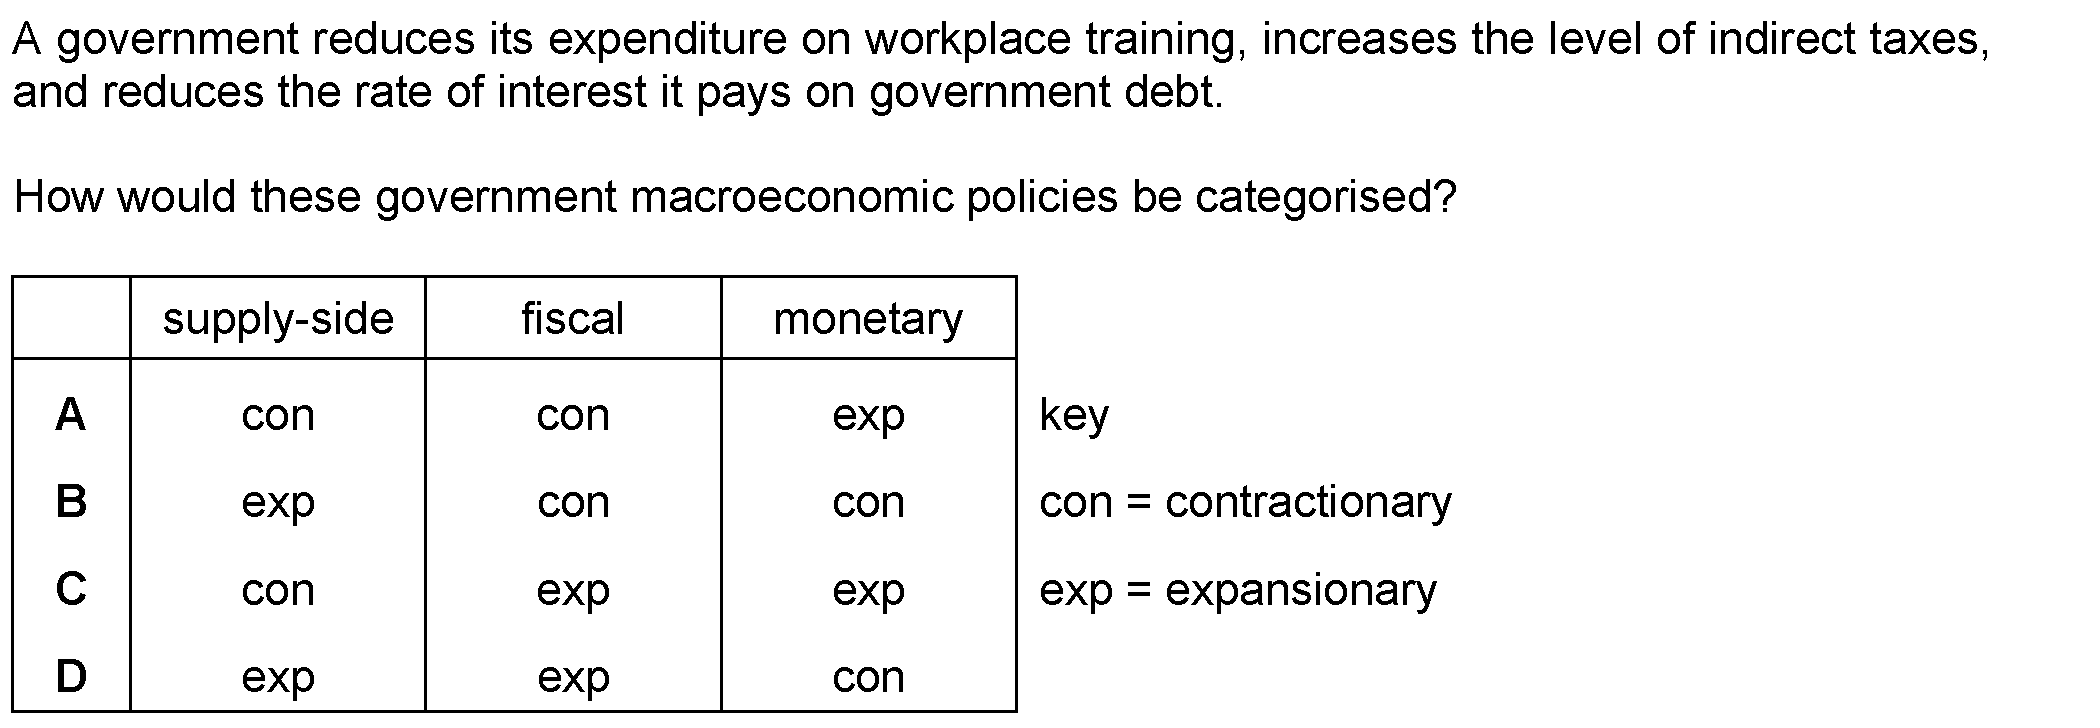 A government reduces its expenditure on workplace training, increases the level of indirect taxes,
and reduces the rate of interest it pays on government debt.
How would these government macroeconomic policies be categorised?
supply-side fiscal monetary
A con con exp key
B exp con con con = contractionary
C con exp exp exp = expansionary
D exp exp con